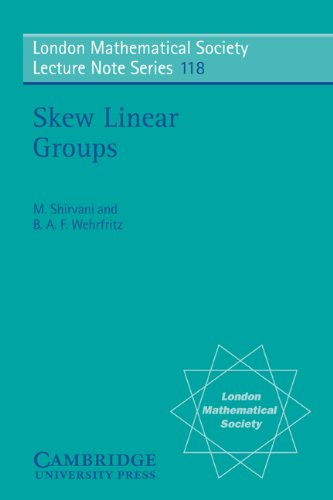 London Mathematical Society
Lecture Note Series 118
Skew Linear
Groups
M. Shirvani and
B. A. F. Wehrfritz
London
Mathematical
Society
CAMBRIDGE
UNIVERSITY PRESS